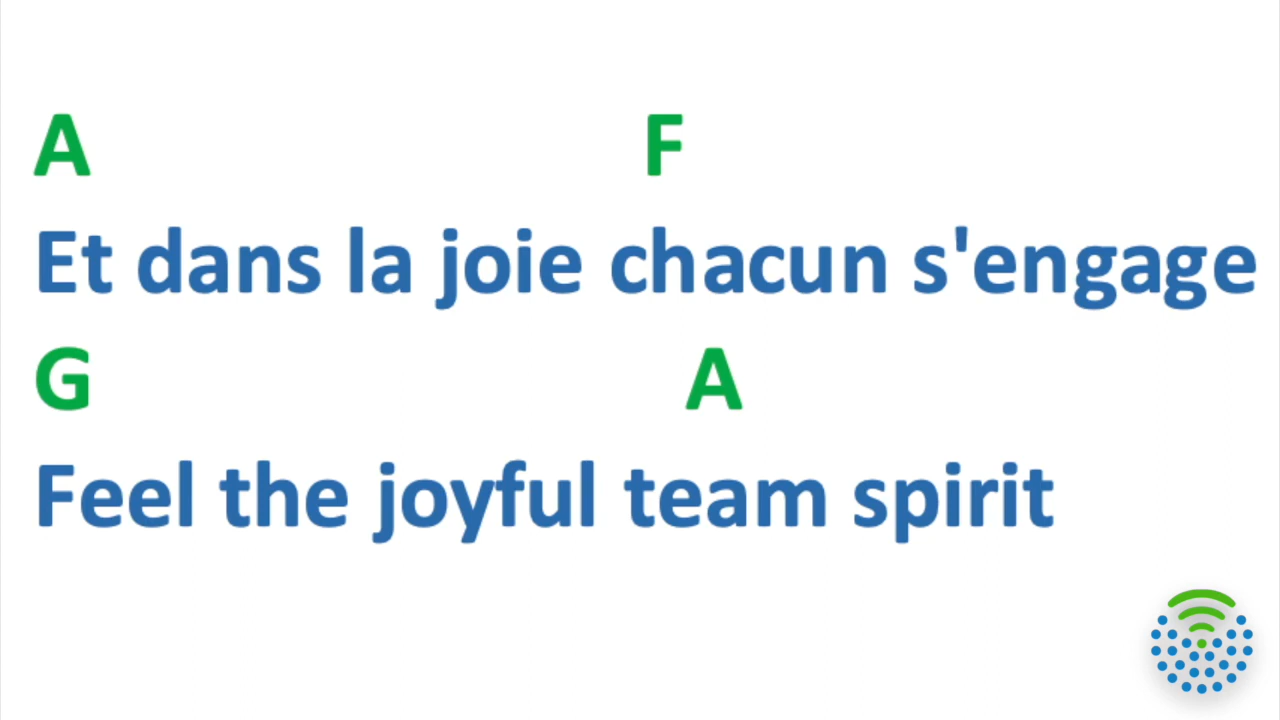 A F
Et dans la joie chacun s'engage
G A
Feel the joyful team spirit